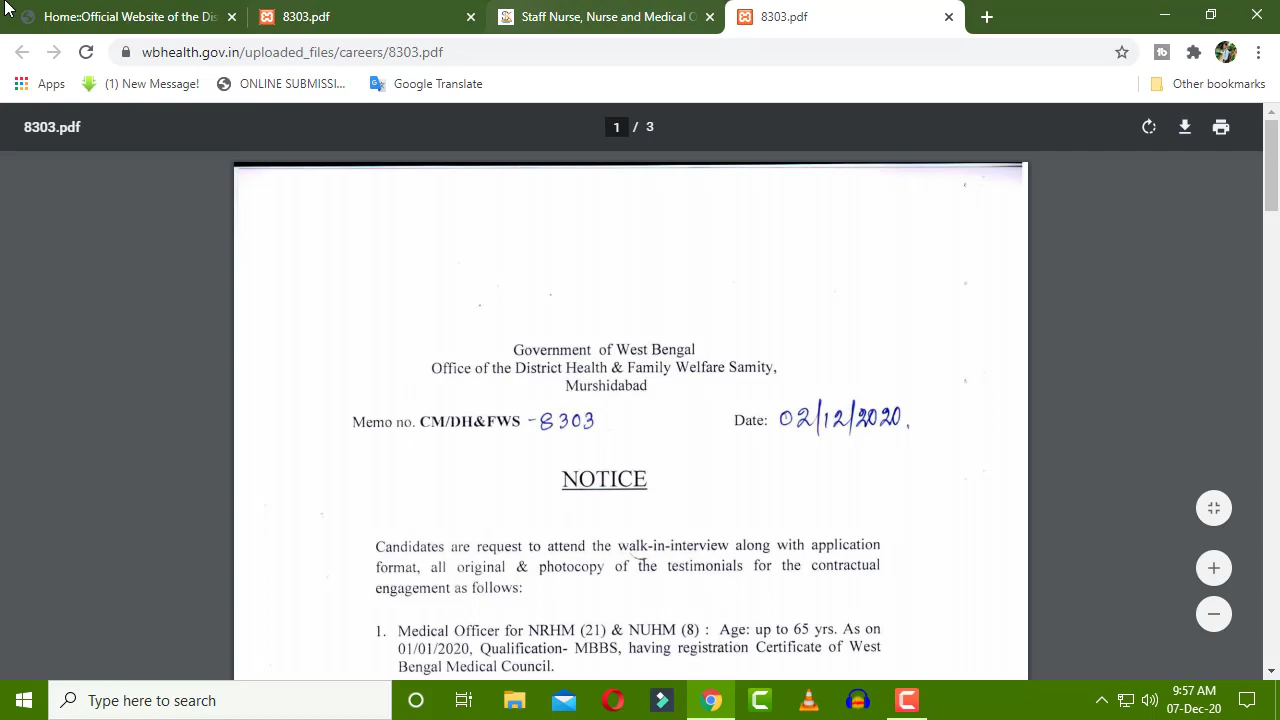 Home::Official Website of the Dis
8303.pdf
Staff Nurse, Nurse and Medical O
8303.pdf
wbhealth.gov.in/uploaded_files/careers/8303.pdf
Apps
(1) New Message!
ONLINE SUBMISSI...
Google Translate
Other bookmarks
8303.pdf
1 / 3
Government of West Bengal
Office of the District Health & Family Welfare Samity,
Murshidabad
Memo no. CM/DH&FWS -8303 Date: 02/12/2020.
NOTICE
Candidates are request to attend the walk-in-interview along with application
format, all original & photocopy of the testimonials for the contractual
engagement as follows:
1. Medical Officer for NRHM (21) & NUHM (8) : Age: up to 65 yrs. As on
01/01/2020, Qualification- MBBS, having registration Certificate of West
Bengal Medical Council.
Type here to search
9:57 AM
07-Dec-20